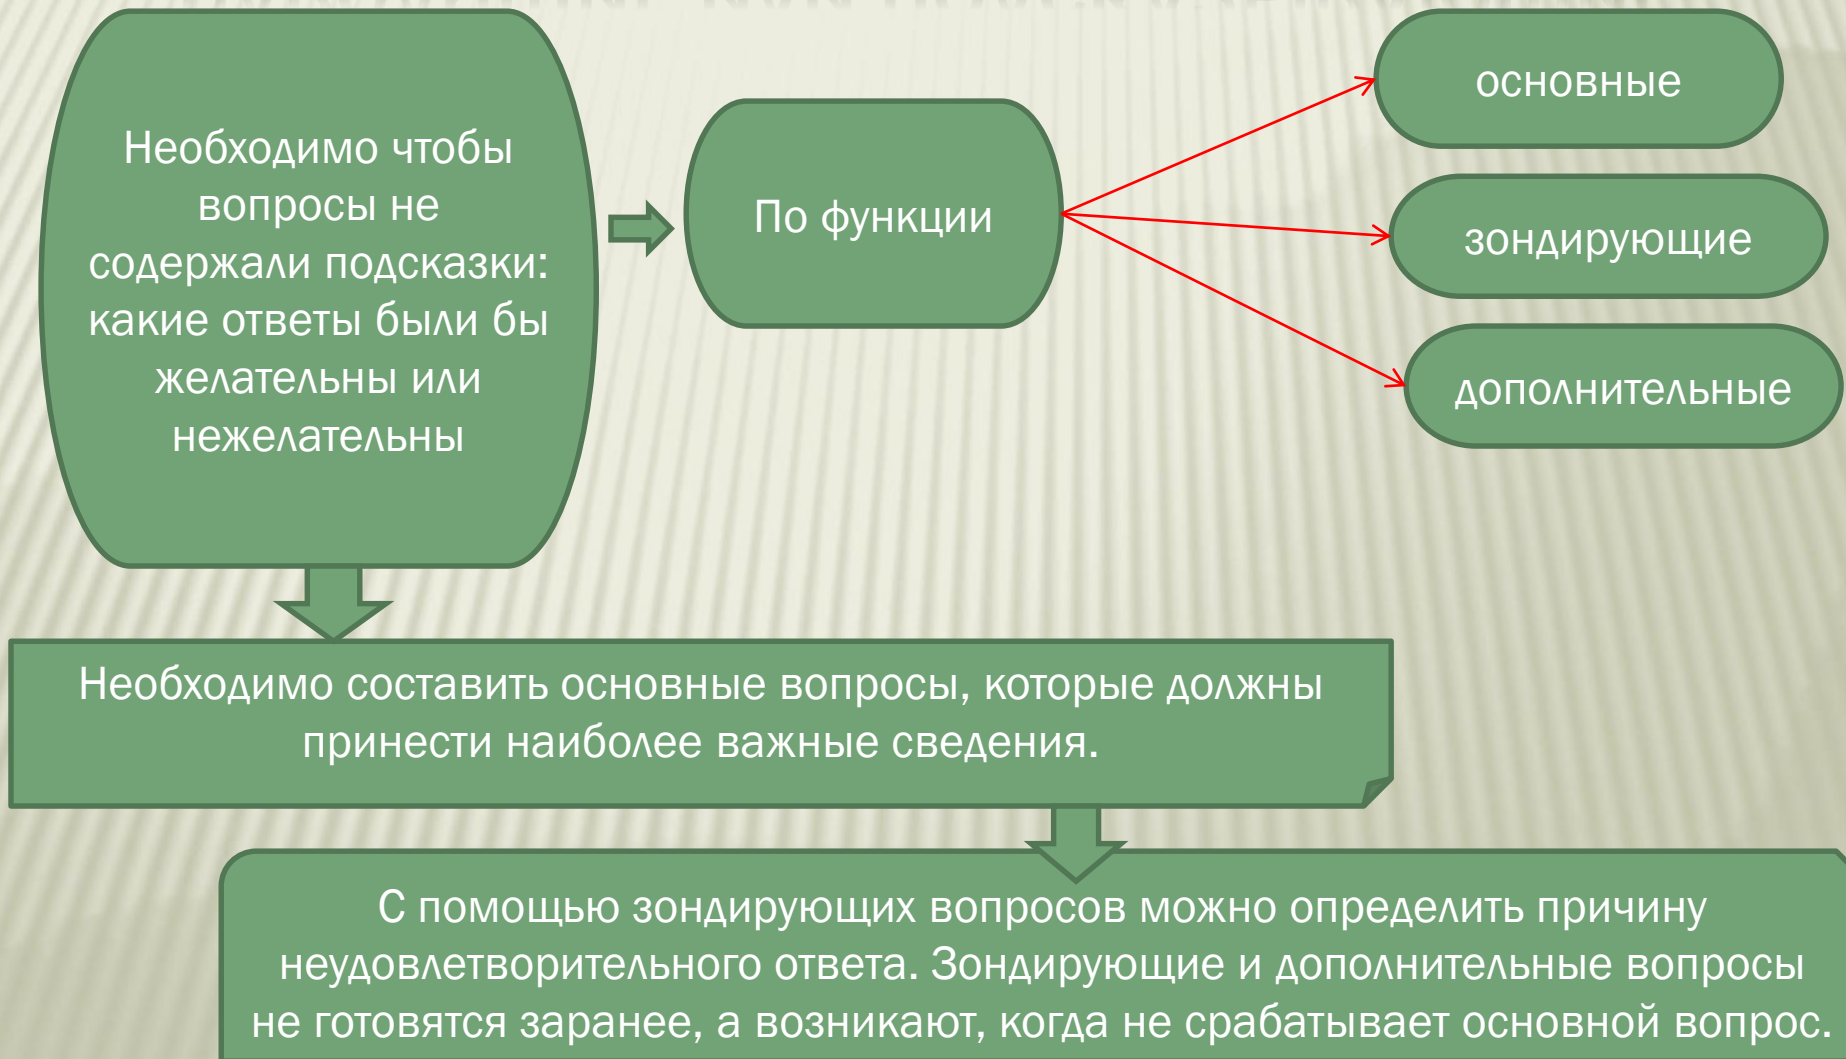 Необходимо чтобы
вопросы не
содержали подсказки:
какие ответы были бы
желательны или
нежелательны
По функции
основные
зондирующие
дополнительные
Необходимо составить основные вопросы, которые должны
принести наиболее важные сведения.
С помощью зондирующих вопросов можно определить причину
неудовлетворительного ответа. Зондирующие и дополнительные вопросы
не готовятся заранее, а возникают, когда не срабатывает основной вопрос.